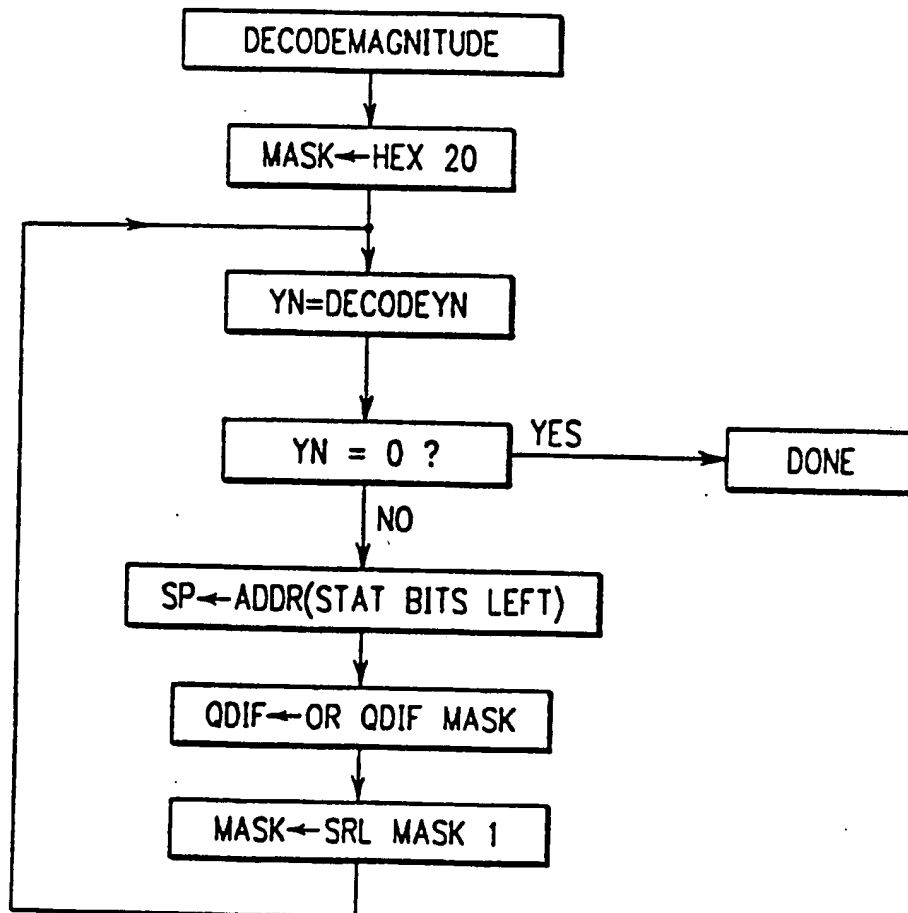 DECODEMAGNITUDE
MASK←HEX 20
YN=DECODEYN
YN = 0 ?
YES
DONE
NO
SP←ADDR(STAT BITS LEFT)
QDIF←OR QDIF MASK
MASK←SRL MASK 1